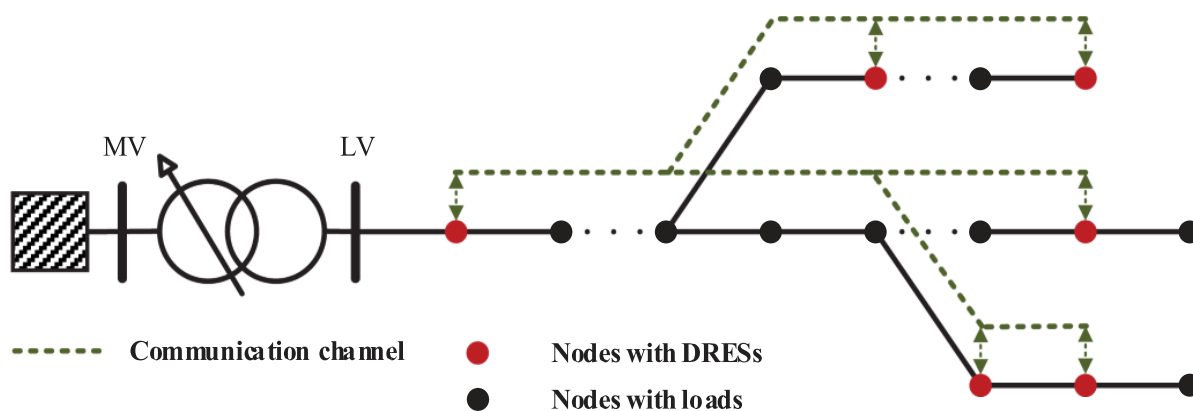 MV
LV
Communication channel
Nodes with DRESs
Nodes with loads